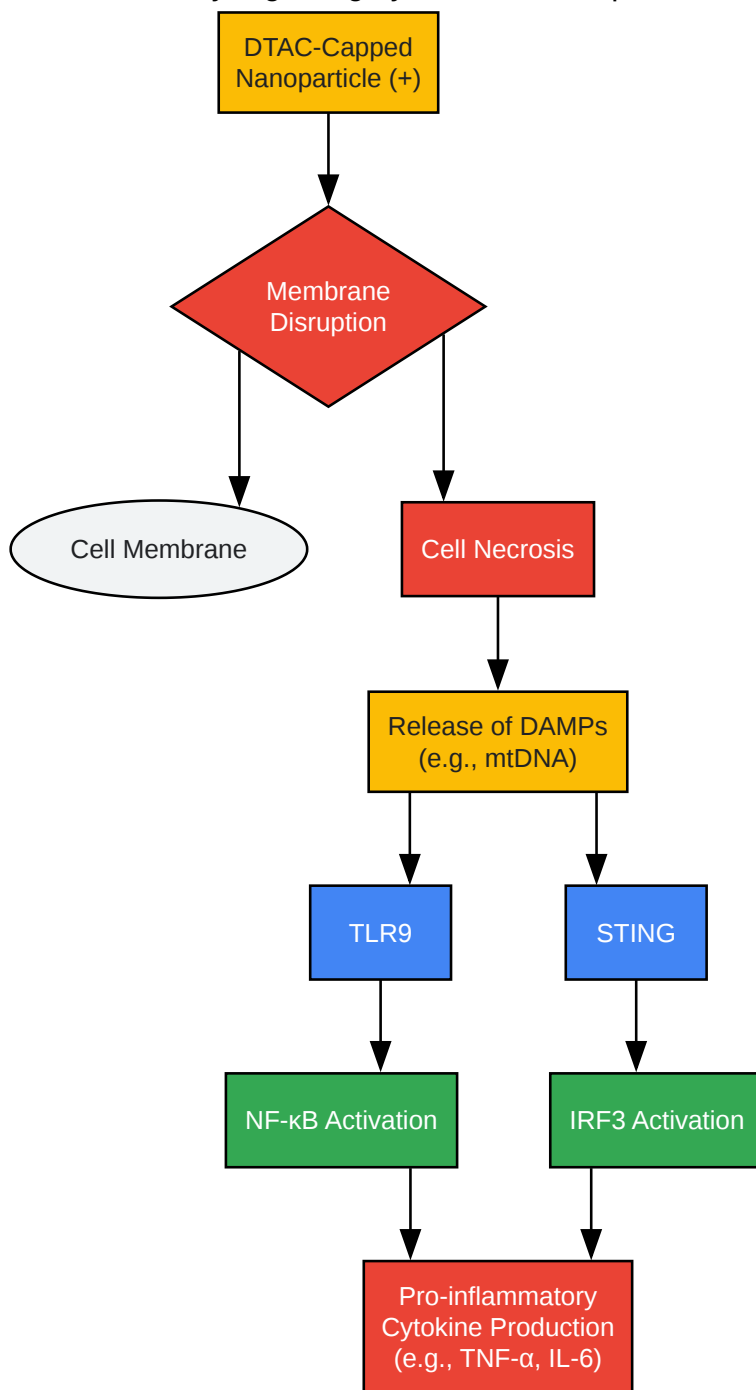 DTAC-Capped
Nanoparticle (+)
Membrane
Disruption
Cell Membrane
Cell Necrosis
Release of DAMPs
(e.g., mtDNA)
TLR9
STING
NF-κB Activation
IRF3 Activation
Pro-inflammatory
Cytokine Production
(e.g., TNF-α, IL-6)